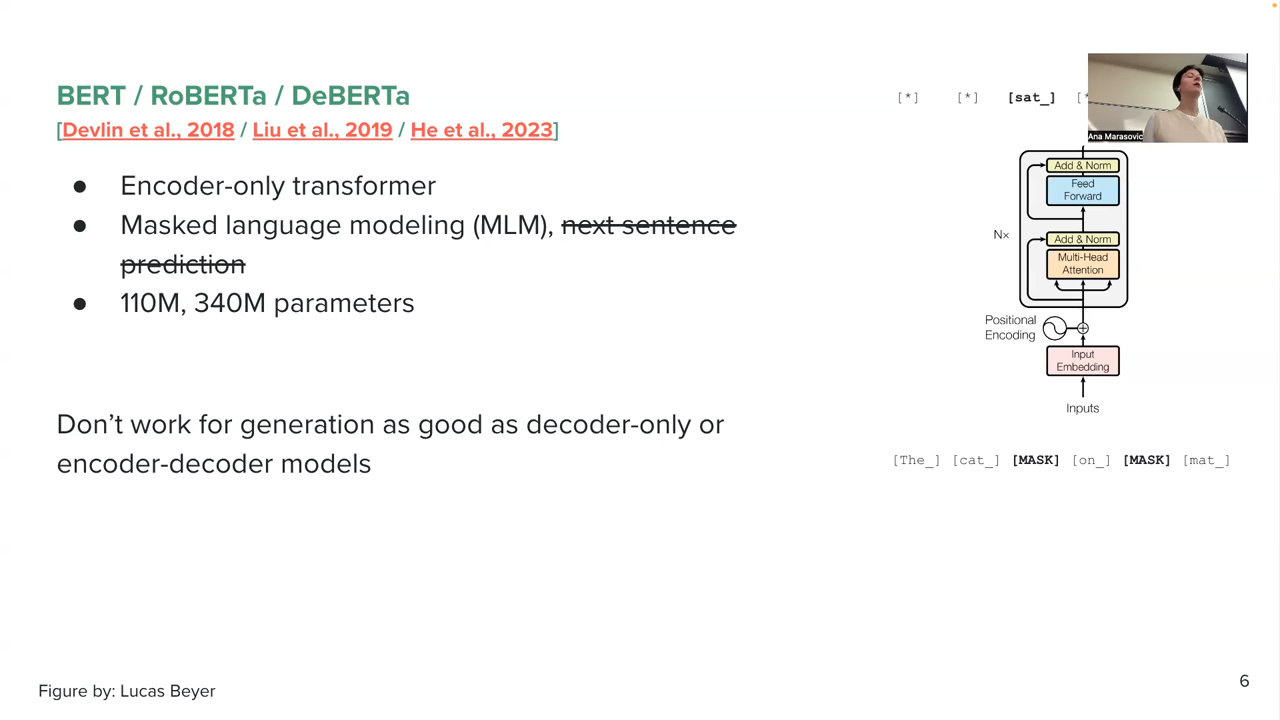 BERT / RoBERTa / DeBERTa
[Devlin et al., 2018 / Liu et al., 2019 / He et al., 2023]
● Encoder-only transformer
● Masked language modeling (MLM), next sentence
prediction
● 110M, 340M parameters
Don’t work for generation as good as decoder-only or
encoder-decoder models
[*] [*] [sat_] [*
Ana Marasovic
Add & Norm
Feed
Forward
N×
Add & Norm
Multi-Head
Attention
Positional
Encoding
Input
Embedding
Inputs
[The_] [cat_] [MASK] [on_] [MASK] [mat_]
Figure by: Lucas Beyer
6